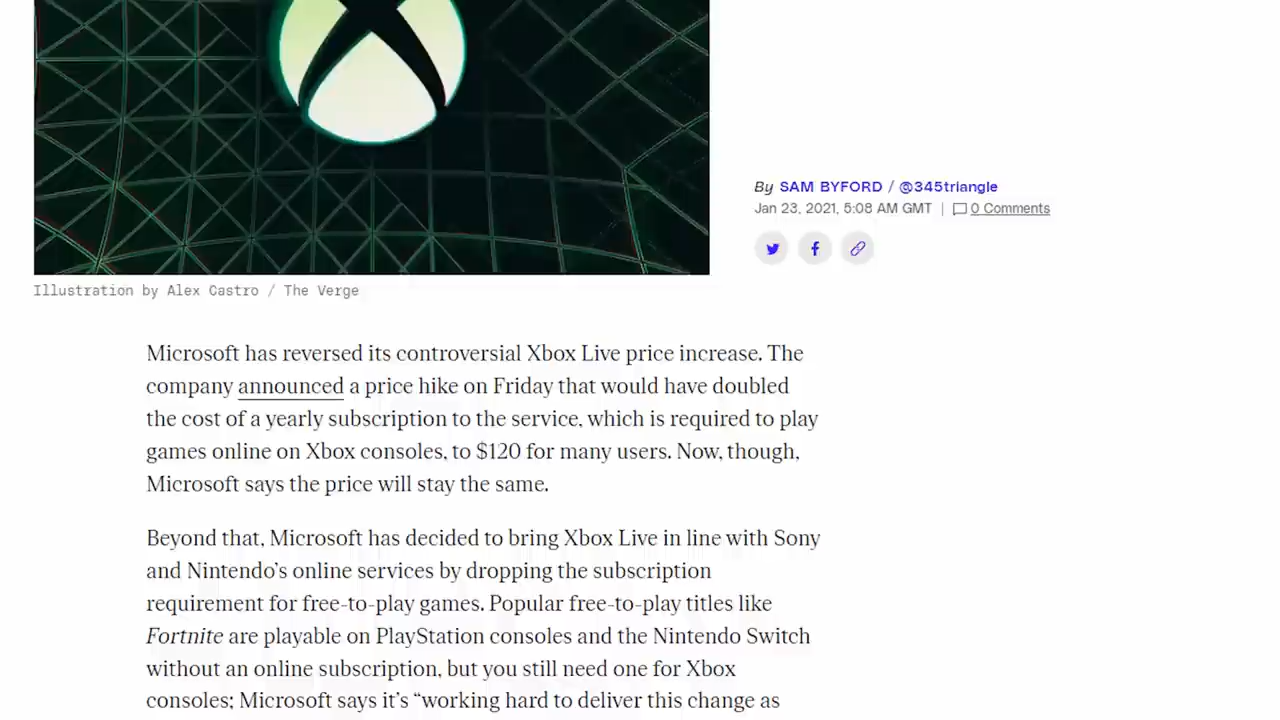 By SAM BYFORD / @345triangle
Jan 23, 2021, 5:08 AM GMT | 0 Comments
Illustration by Alex Castro / The Verge
Microsoft has reversed its controversial Xbox Live price increase. The
company announced a price hike on Friday that would have doubled
the cost of a yearly subscription to the service, which is required to play
games online on Xbox consoles, to $120 for many users. Now, though,
Microsoft says the price will stay the same.
Beyond that, Microsoft has decided to bring Xbox Live in line with Sony
and Nintendo’s online services by dropping the subscription
requirement for free-to-play games. Popular free-to-play titles like
Fortnite are playable on PlayStation consoles and the Nintendo Switch
without an online subscription, but you still need one for Xbox
consoles; Microsoft says it’s “working hard to deliver this change as